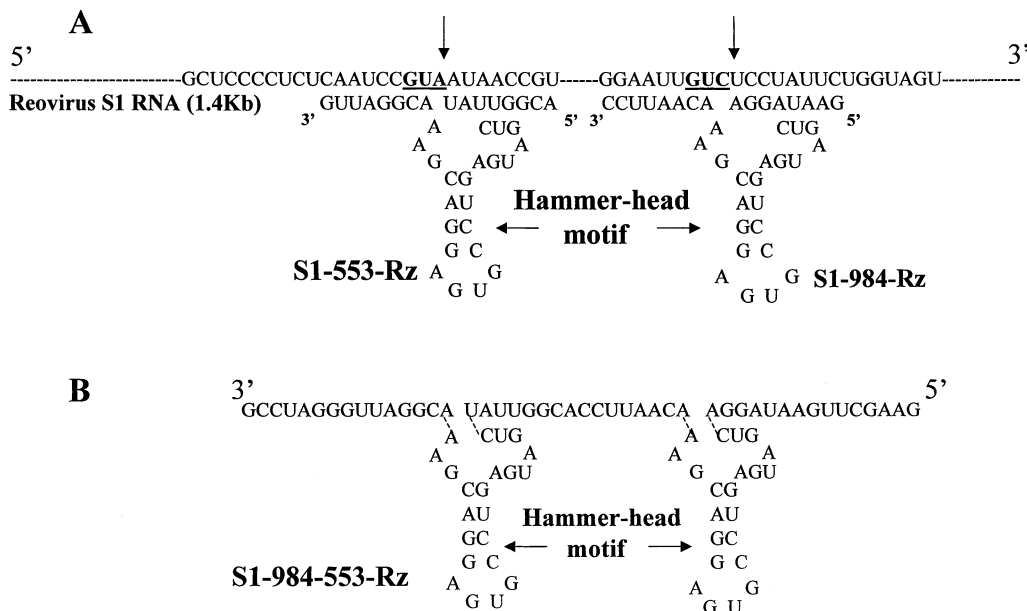 A
5’ 3’
--------------------------GCUCCCCUCUCAAUCCGUAAUAACCGU------GGAAUUGUCUCCUAUUCUGGUAGU------------
Reovirus S1 RNA (1.4Kb) GUUAGGCA UAUUGGCA CCUUAACA AGGAUAAG
3’ 5’ 3’ 5’
A CUG A CUG
A A A A
G AGU G AGU
CG CG
AU AU
GC GC
G C G C
A G A G
G U G U
Hammer-head
motif
S1-553-Rz S1-984-Rz
B
3’ 5’
GCCUAGGGUUAGGCA UAUUGGCACCUUAACA AGGAUAAGUUCGAAG
A CUG A CUG
A A A A
G AGU G AGU
CG CG
AU AU
GC GC
G C G C
A G A G
G U G U
Hammer-head
motif
S1-984-553-Rz